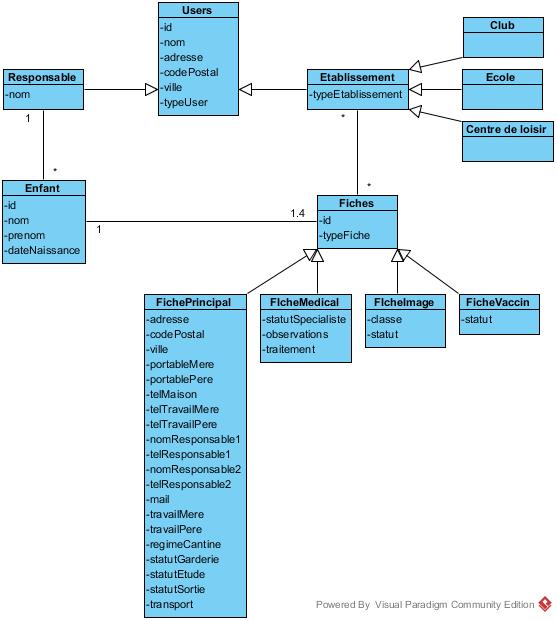 Users
-id
-nom
-adresse
-codePostal
-ville
-typeUser
Club
Responsable
-nom
Etablissement
-typeEtablissement
Ecole
Centre de loisir
1
*
*
*
Enfant
-id
-nom
-prenom
-dateNaissance
1
1.4
Fiches
-id
-typeFiche
FichePrincipal
-adresse
-codePostal
-ville
-portableMere
-portablePere
-telMaison
-telTravailMere
-telTravailPere
-nomResponsable1
-telResponsable1
-nomResponsable2
-telResponsable2
-mail
-travailMere
-travailPere
-regimeCantine
-statutGarderie
-statutEtude
-statutSortie
-transport
FIcheMedical
-statutSpecialiste
-observations
-traitement
FIcheImage
-classe
-statut
FicheVaccin
-statut
Powered By Visual Paradigm Community Edition